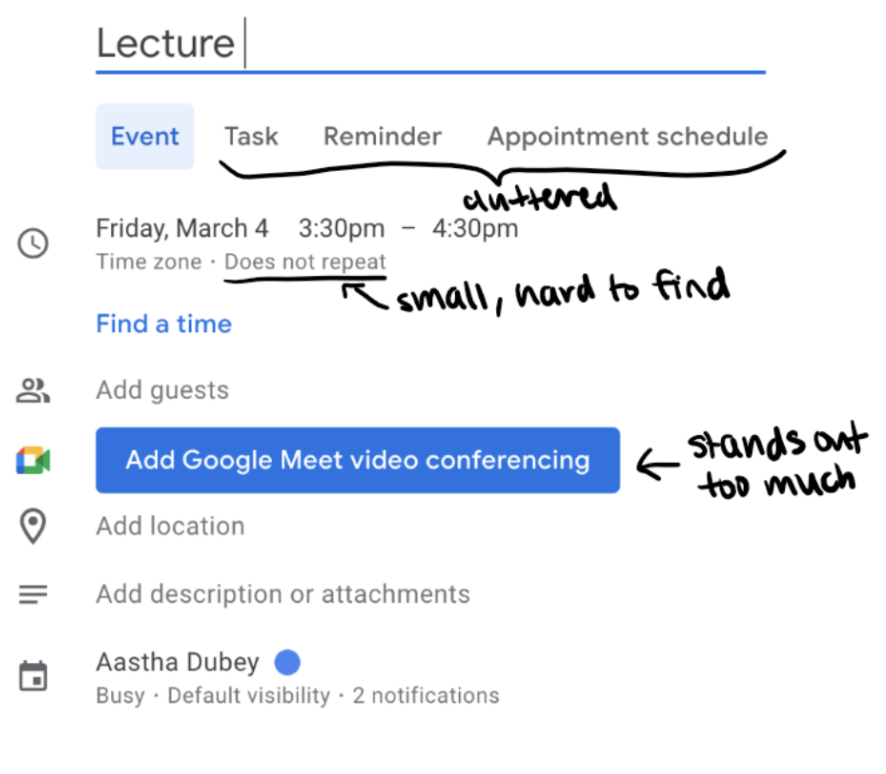 Lecture
Event Task Reminder Appointment schedule
cluttered
Friday, March 4 3:30pm – 4:30pm
Time zone · Does not repeat
small, hard to find
Find a time
Add guests
Add Google Meet video conferencing
stands out
too much
Add location
Add description or attachments
Aastha Dubey
Busy · Default visibility · 2 notifications